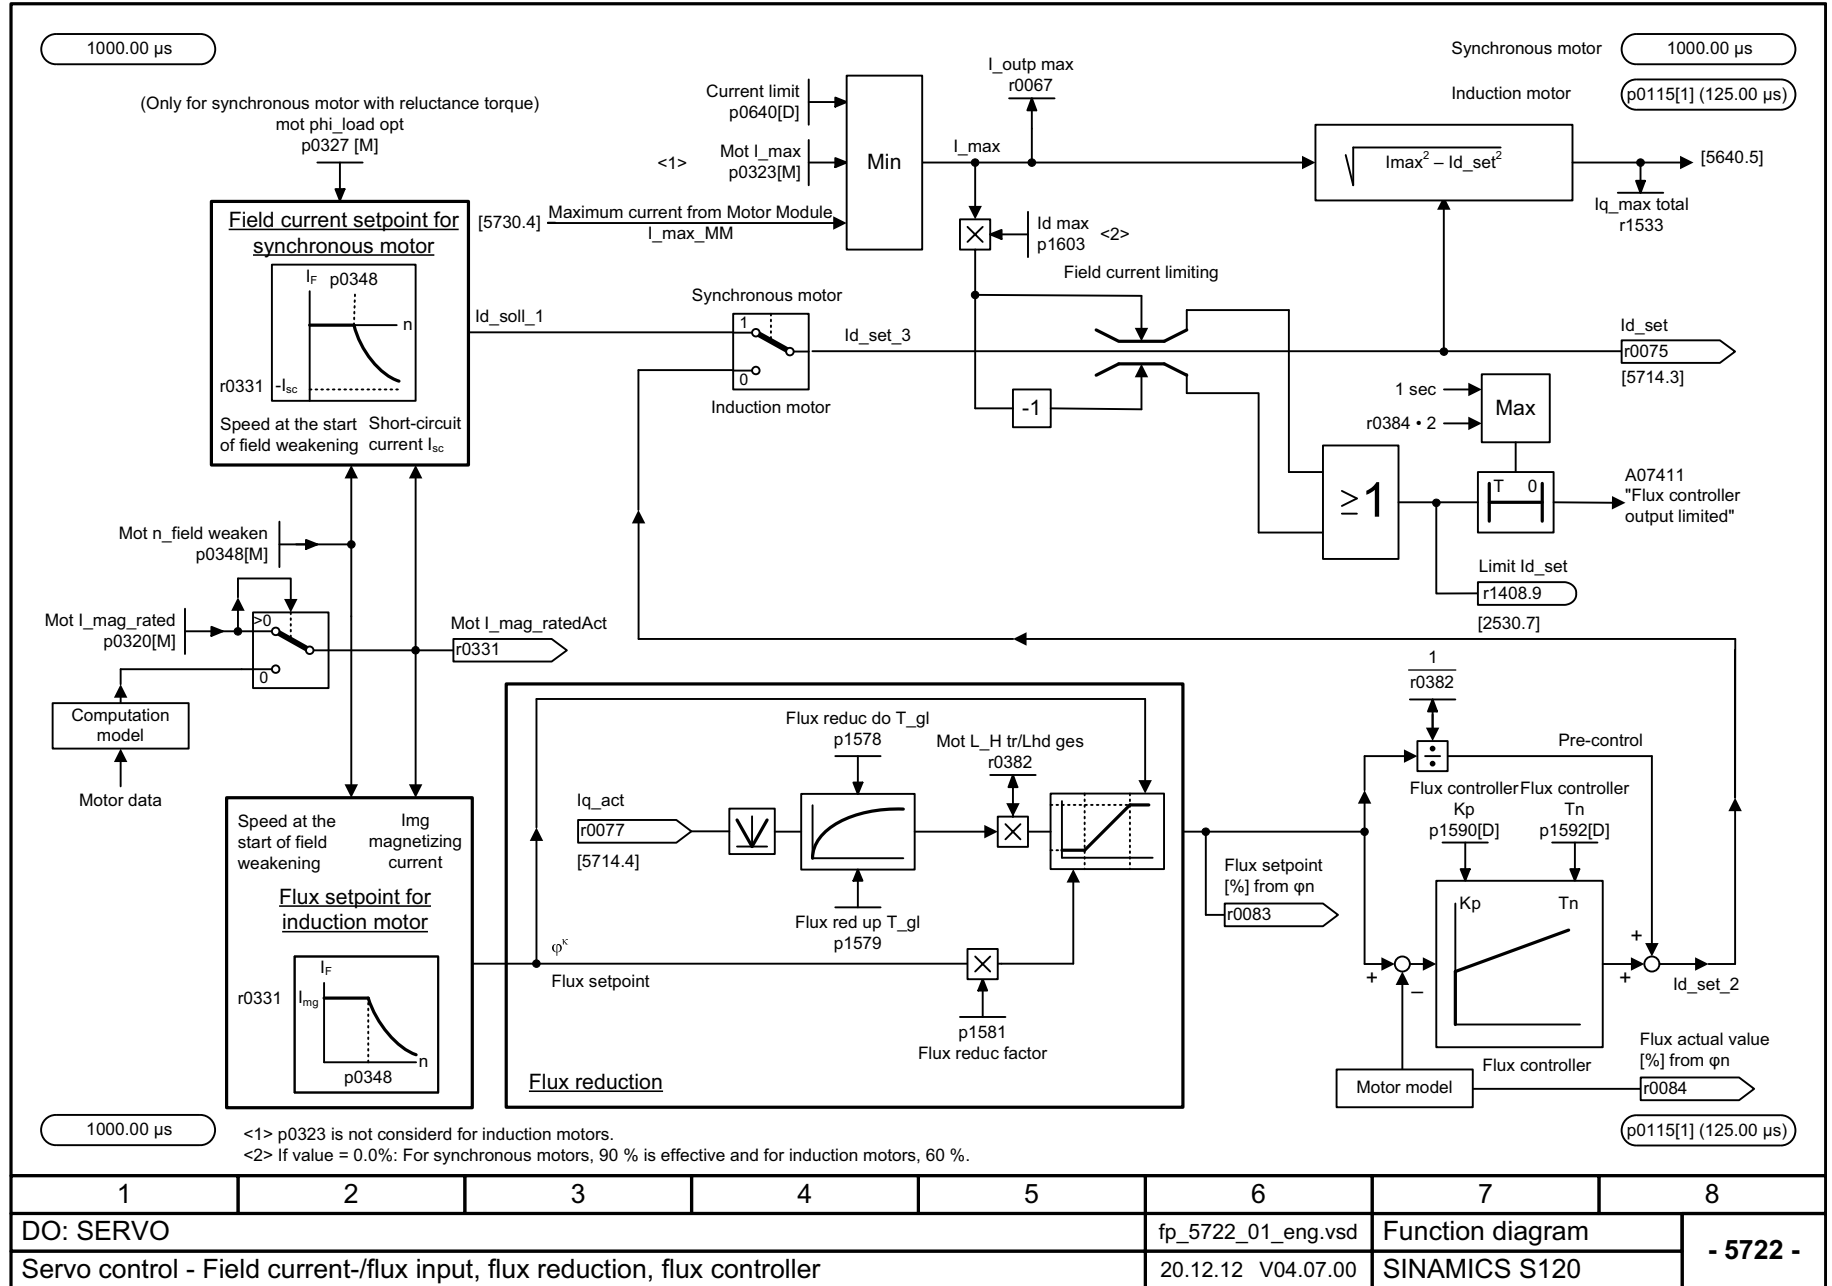 1000.00 µs
Synchronous motor
1000.00 µs
Induction motor
p0115[1] (125.00 µs)
(Only for synchronous motor with reluctance torque)
mot phi_load opt
p0327 [M]
Current limit
p0640[D]
<1>
Mot I_max
p0323[M]
[5730.4]
Maximum current from Motor Module
I_max_MM
Min
I_outp max
r0067
I_max
Id max
p1603
<2>
Imax² – Id_set²
[5640.5]
Iq_max total
r1533
Field current setpoint for
synchronous motor
I_F p0348
n
r0331
-I_sc
Speed at the start
of field weakening
Short-circuit
current I_sc
Id_soll_1
Synchronous motor
1
0
Induction motor
Id_set_3
Field current limiting
-1
Id_set
r0075
[5714.3]
1 sec
r0384 • 2
Max
≥1
T 0
A07411
"Flux controller
output limited"
Limit Id_set
r1408.9
[2530.7]
Mot n_field weaken
p0348[M]
Mot I_mag_rated
p0320[M]
>0
0
Mot I_mag_ratedAct
r0331
Computation
model
Motor data
Speed at the
start of field
weakening
Img
magnetizing
current
Flux setpoint for
induction motor
r0331
I_F
I_mg
n
p0348
Flux reduc do T_gl
p1578
Mot L_H tr/Lhd ges
r0382
Iq_act
r0077
[5714.4]
Flux red up T_gl
p1579
φᴷ
Flux setpoint
p1581
Flux reduc factor
Flux reduction
Flux setpoint
[%] from φn
r0083
1
r0382
÷
Pre-control
Flux controller
Kp
p1590[D]
Flux controller
Tn
p1592[D]
Kp
Tn
+
–
+
+
Id_set_2
Flux controller
Motor model
Flux actual value
[%] from φn
r0084
1000.00 µs
p0115[1] (125.00 µs)
<1> p0323 is not considerd for induction motors.
<2> If value = 0.0%: For synchronous motors, 90 % is effective and for induction motors, 60 %.
1 2 3 4 5 6 7 8
DO: SERVO
fp_5722_01_eng.vsd
Function diagram
- 5722 -
Servo control - Field current-/flux input, flux reduction, flux controller
20.12.12 V04.07.00
SINAMICS S120